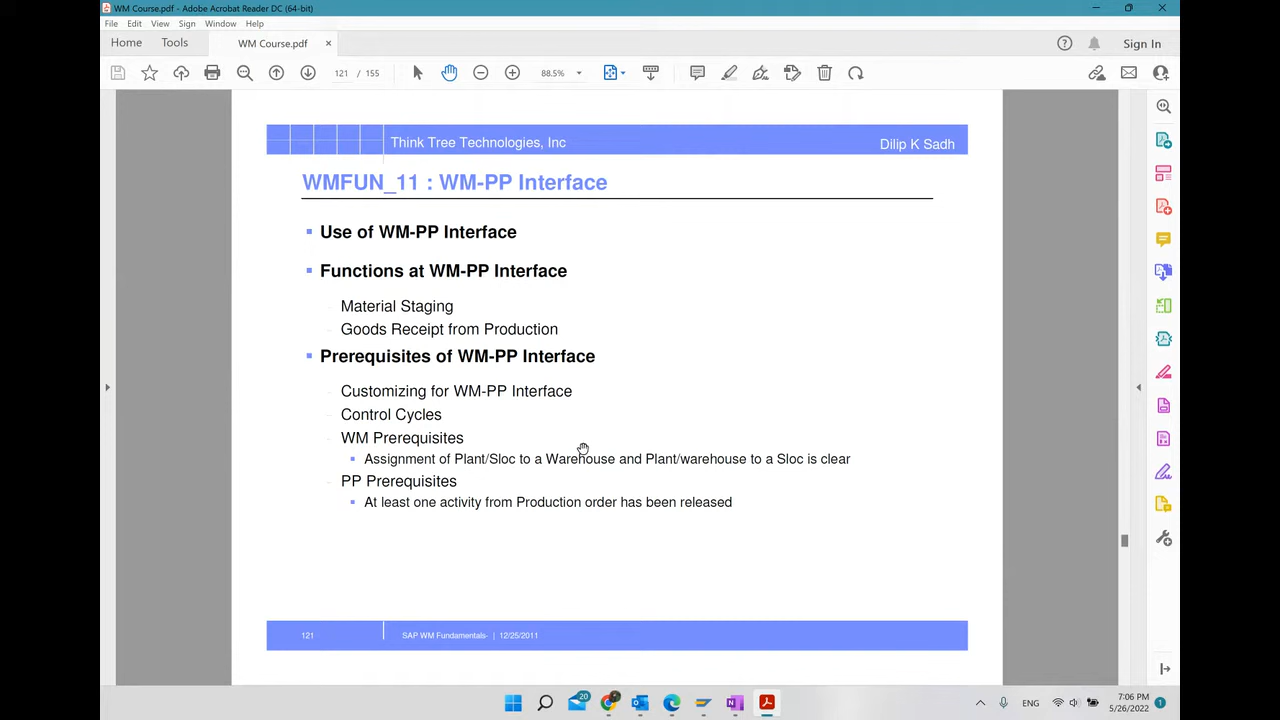 WM Course.pdf - Adobe Acrobat Reader DC (64-bit)
File Edit View Sign Window Help
Home Tools WM Course.pdf × Sign In
121 / 155 88.5%
Think Tree Technologies, Inc Dilip K Sadh
WMFUN_11 : WM-PP Interface
Use of WM-PP Interface
Functions at WM-PP Interface
Material Staging
Goods Receipt from Production
Prerequisites of WM-PP Interface
Customizing for WM-PP Interface
Control Cycles
WM Prerequisites
Assignment of Plant/Sloc to a Warehouse and Plant/warehouse to a Sloc is clear
PP Prerequisites
At least one activity from Production order has been released
121 SAP WM Fundamentals- | 12/25/2011
20 ENG 7:06 PM
5/26/2022 1